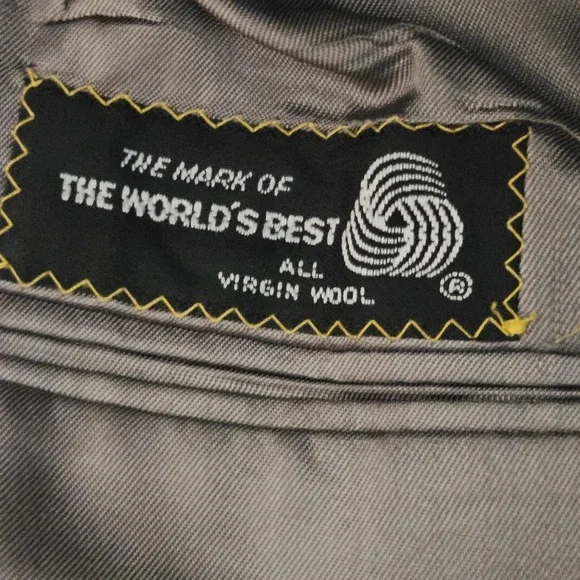 THE MARK OF
THE WORLD'S BEST
ALL
VIRGIN WOOL
®